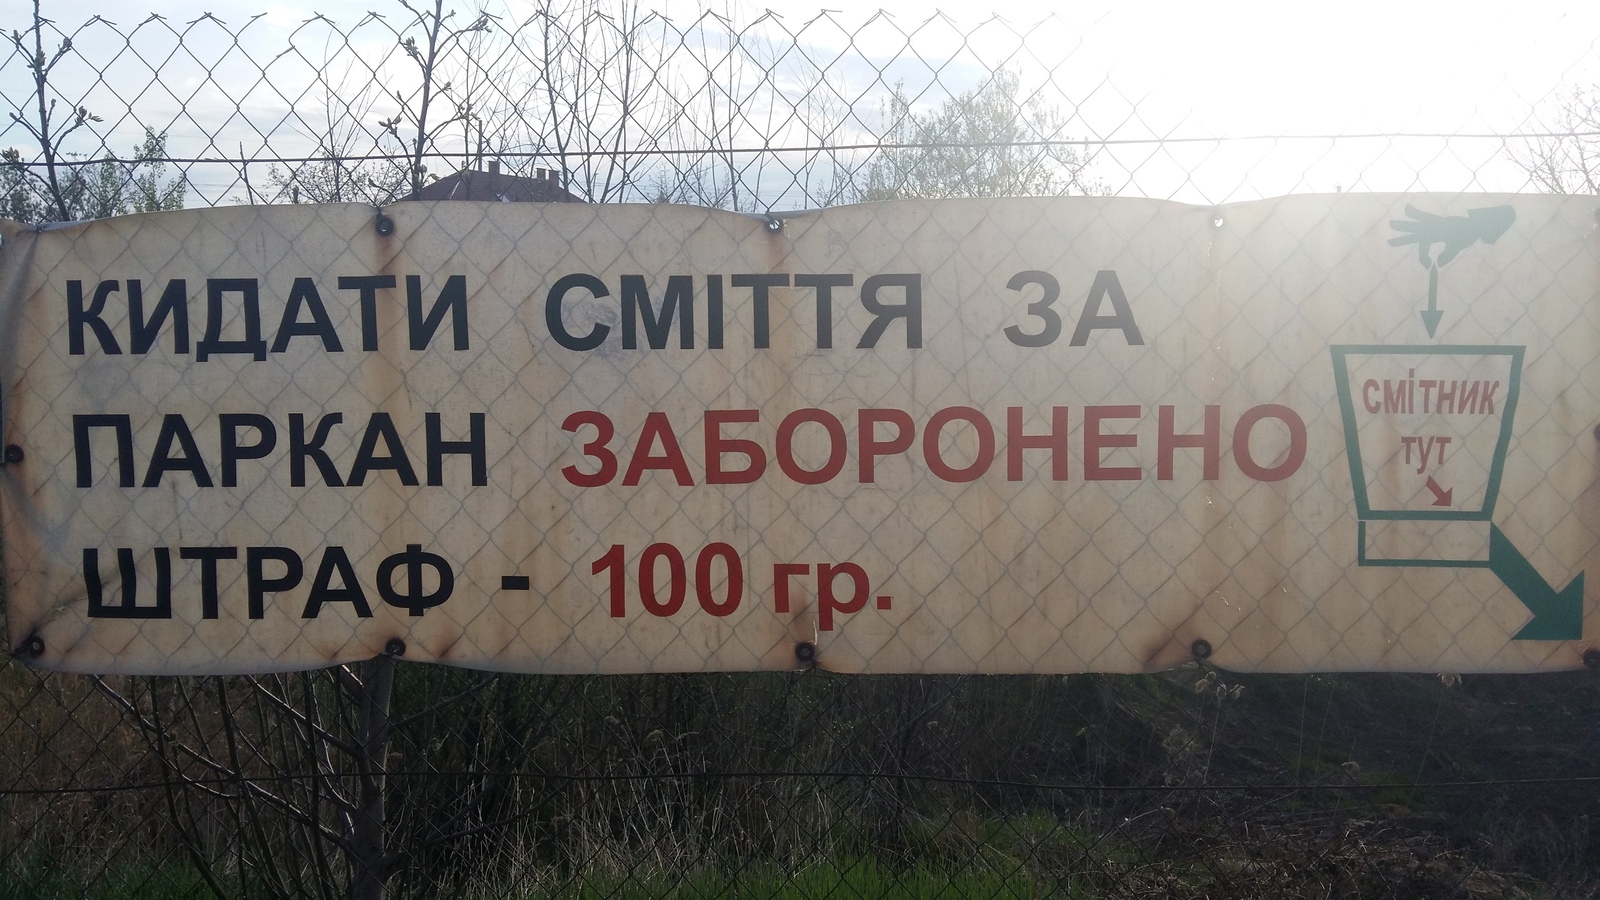 КИДАТИ СМІТТЯ ЗА
ПАРКАН ЗАБОРОНЕНО
ШТРАФ - 100 гр.
СМіТНИК
ТУТ